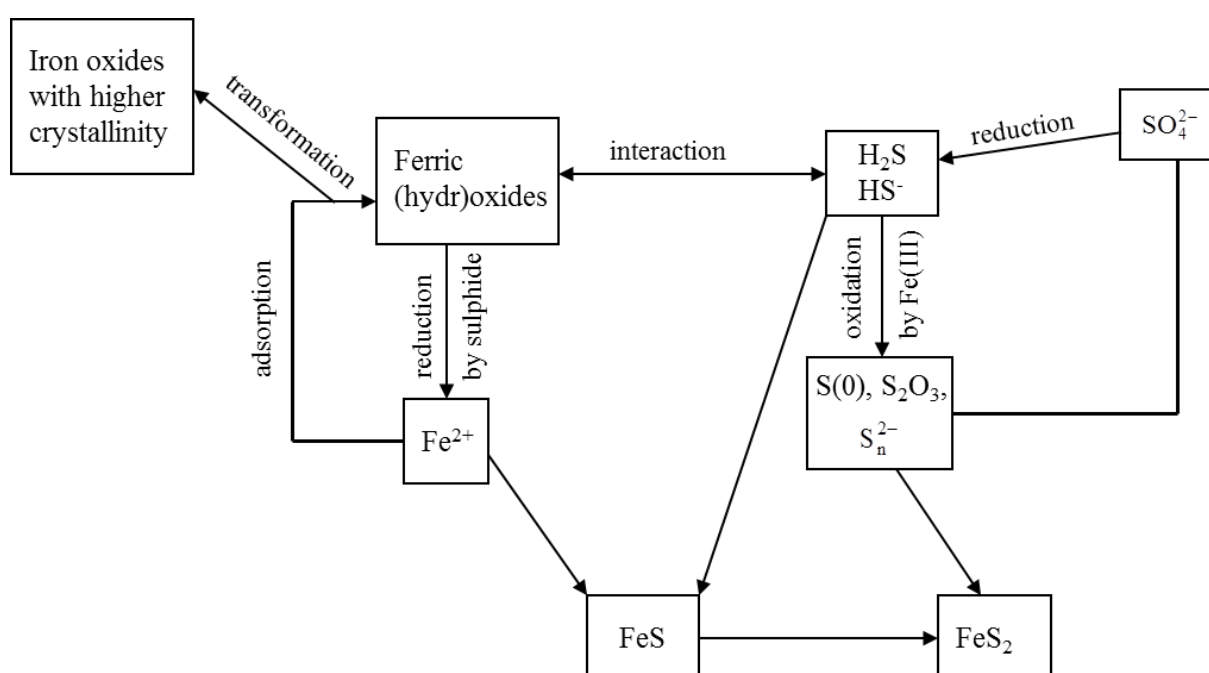 Iron oxides
with higher
crystallinity
transformation
Ferric
(hydr)oxides
interaction
H₂S
HS⁻
reduction
SO₄²⁻
adsorption
reduction
by sulphide
oxidation
by Fe(III)
Fe²⁺
S(0), S₂O₃,
Sₙ²⁻
FeS
FeS₂